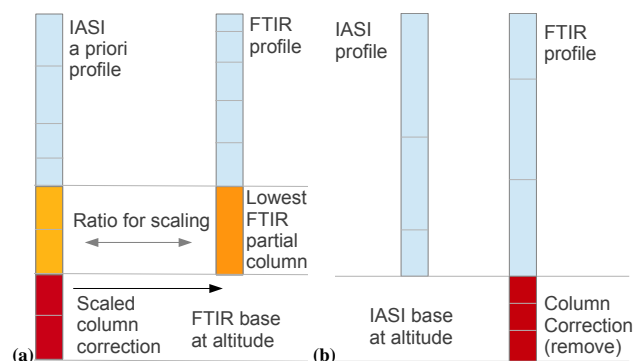 IASI
a priori
profile
FTIR
profile
Ratio for scaling
Lowest
FTIR
partial
column
Scaled
column
correction
FTIR base
at altitude
(a)
IASI
profile
FTIR
profile
IASI base
at altitude
Column
Correction
(remove)
(b)